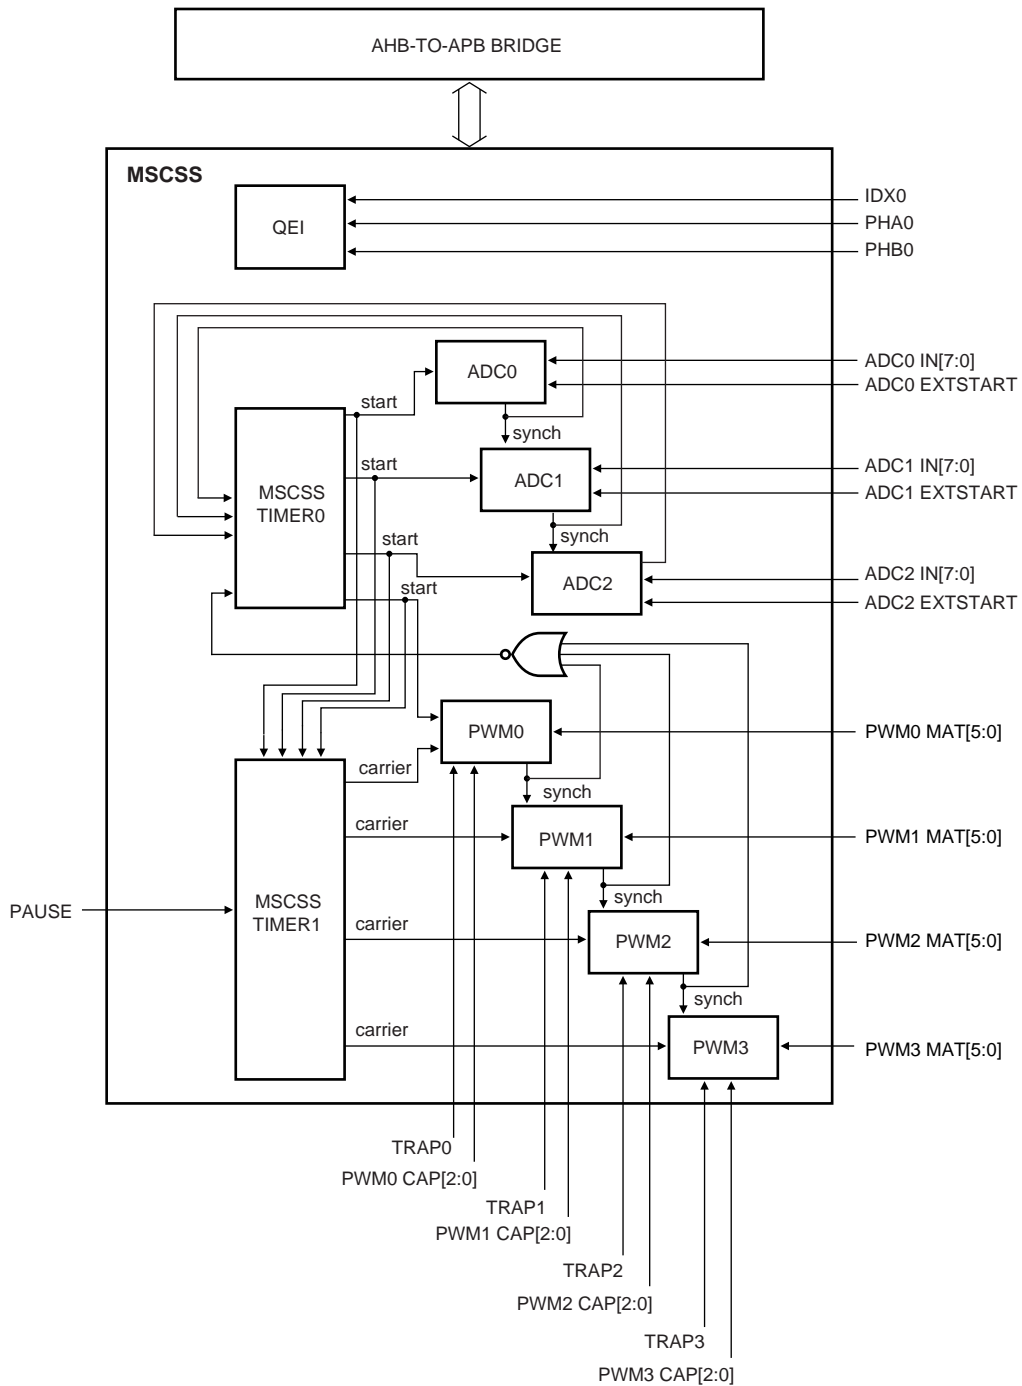 AHB-TO-APB BRIDGE
MSCSS
QEI
IDX0
PHA0
PHB0
ADC0
ADC0 IN[7:0]
ADC0 EXTSTART
start
synch
MSCSS
TIMER0
start
ADC1
ADC1 IN[7:0]
ADC1 EXTSTART
start
synch
ADC2
ADC2 IN[7:0]
ADC2 EXTSTART
start
PWM0
PWM0 MAT[5:0]
carrier
synch
carrier
PWM1
PWM1 MAT[5:0]
PAUSE
MSCSS
TIMER1
synch
carrier
PWM2
PWM2 MAT[5:0]
synch
carrier
PWM3
PWM3 MAT[5:0]
TRAP0
PWM0 CAP[2:0]
TRAP1
PWM1 CAP[2:0]
TRAP2
PWM2 CAP[2:0]
TRAP3
PWM3 CAP[2:0]